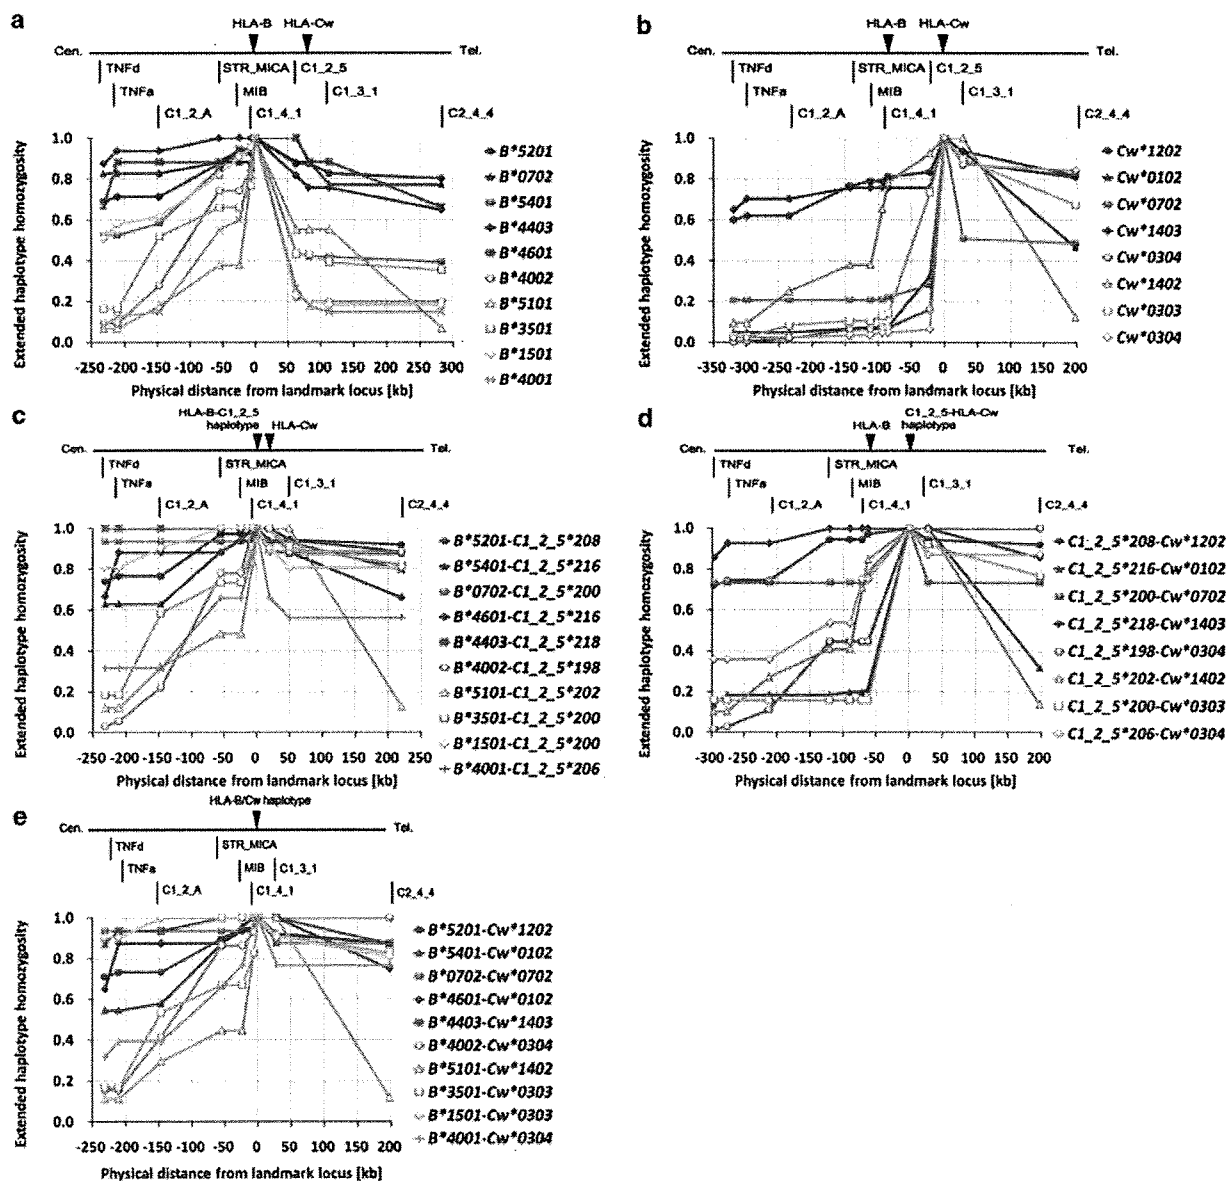 a
HLA-B HLA-Cw
Cen. Tel.
TNFd STR_MICA C1_2_5
TNFa MIB C1_3_1
C1_2_A C1_4_1 C2_4_4
Extended haplotype homozygosity
1.0
0.8
0.6
0.4
0.2
0.0
-250 -200 -150 -100 -50 0 50 100 150 200 250 300
Physical distance from landmark locus [kb]
B*5201
B*0702
B*5401
B*4403
B*4601
B*4002
B*5101
B*3501
B*1501
B*4001
b
HLA-B HLA-Cw
Cen. Tel.
TNFd STR_MICA C1_2_5
TNFa MIB C1_3_1
C1_2_A C1_4_1 C2_4_4
Extended haplotype homozygosity
1.0
0.8
0.6
0.4
0.2
0.0
-350 -300 -250 -200 -150 -100 -50 0 50 100 150 200
Physical distance from landmark locus [kb]
Cw*1202
Cw*0102
Cw*0702
Cw*1403
Cw*0304
Cw*1402
Cw*0303
Cw*0304
c
HLA-B-C1_2_5
haplotype HLA-Cw
Cen. Tel.
TNFd STR_MICA
TNFa MIB C1_3_1
C1_2_A C1_4_1 C2_4_4
Extended haplotype homozygosity
1.0
0.8
0.6
0.4
0.2
0.0
-250 -200 -150 -100 -50 0 50 100 150 200 250
Physical distance from landmark locus [kb]
B*5201-C1_2_5*208
B*5401-C1_2_5*216
B*0702-C1_2_5*200
B*4601-C1_2_5*216
B*4403-C1_2_5*218
B*4002-C1_2_5*198
B*5101-C1_2_5*202
B*3501-C1_2_5*200
B*1501-C1_2_5*200
B*4001-C1_2_5*206
d
C1_2_5-HLA-Cw
HLA-B haplotype
Cen. Tel.
TNFd STR_MICA
TNFa MIB C1_3_1
C1_2_A C1_4_1 C2_4_4
Extended haplotype homozygosity
1.0
0.8
0.6
0.4
0.2
0.0
-300 -250 -200 -150 -100 -50 0 50 100 150 200
Physical distance from landmark locus [kb]
C1_2_5*208-Cw*1202
C1_2_5*216-Cw*0102
C1_2_5*200-Cw*0702
C1_2_5*218-Cw*1403
C1_2_5*198-Cw*0304
C1_2_5*202-Cw*1402
C1_2_5*200-Cw*0303
C1_2_5*206-Cw*0304
e
HLA-B/Cw haplotype
Cen. Tel.
TNFd STR_MICA
TNFa MIB C1_3_1
C1_2_A C1_4_1 C2_4_4
Extended haplotype homozygosity
1.0
0.8
0.6
0.4
0.2
0.0
-250 -200 -150 -100 -50 0 50 100 150 200
Physical distance from landmark locus [kb]
B*5201-Cw*1202
B*5401-Cw*0102
B*0702-Cw*0702
B*4601-Cw*0102
B*4403-Cw*1403
B*4002-Cw*0304
B*5101-Cw*1402
B*3501-Cw*0303
B*1501-Cw*0303
B*4001-Cw*0304